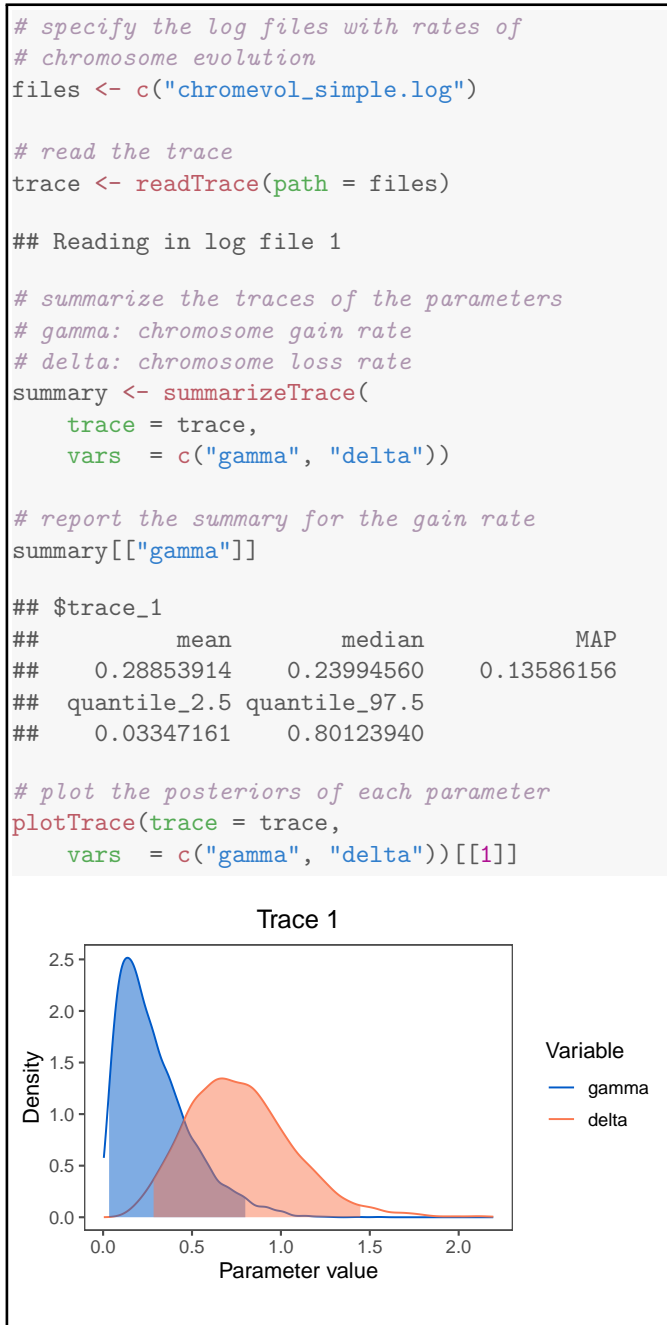 # specify the log files with rates of
# chromosome evolution
files <- c("chromevol_simple.log")
# read the trace
trace <- readTrace(path = files)
## Reading in log file 1
# summarize the traces of the parameters
# gamma: chromosome gain rate
# delta: chromosome loss rate
summary <- summarizeTrace(
    trace = trace,
    vars  = c("gamma", "delta"))
# report the summary for the gain rate
summary[["gamma"]]
## $trace_1
##          mean        median           MAP
##    0.28853914    0.23994560    0.13586156
##  quantile_2.5 quantile_97.5
##    0.03347161    0.80123940
# plot the posteriors of each parameter
plotTrace(trace = trace,
    vars  = c("gamma", "delta"))[[1]]
Trace 1
2.5
2.0
1.5
1.0
0.5
0.0
Density
0.0 0.5 1.0 1.5 2.0
Parameter value
Variable
gamma
delta